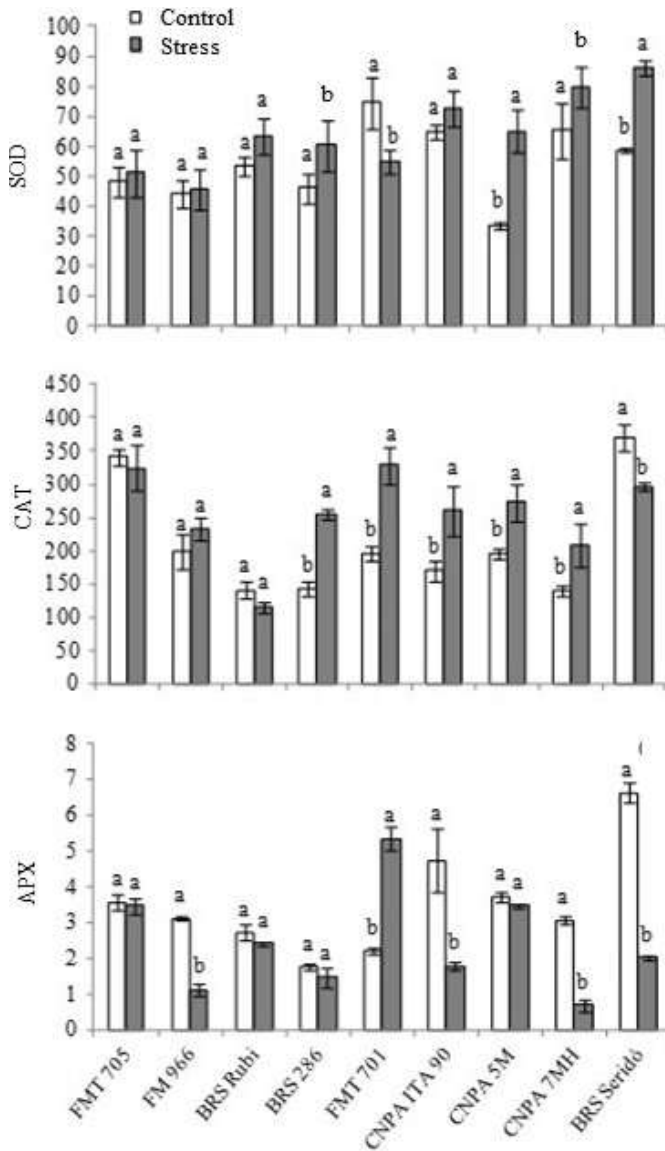 Control
Stress
SOD
100
90
80
70
60
50
40
30
20
10
0
a a a a a b a b a a b a a b b a
a a
CAT
450
400
350
300
250
200
150
100
50
0
a a a a a a b a b a b a b a b a a b
APX
8
7
6
5
4
3
2
1
0
a a a b a a a a b a a b a a a b a b
(
FMT 705
FM 966
BRS Rubi
BRS 286
FMT 701
CNPA ITA 90
CNPA 5M
CNPA 7MH
BRS Seridó